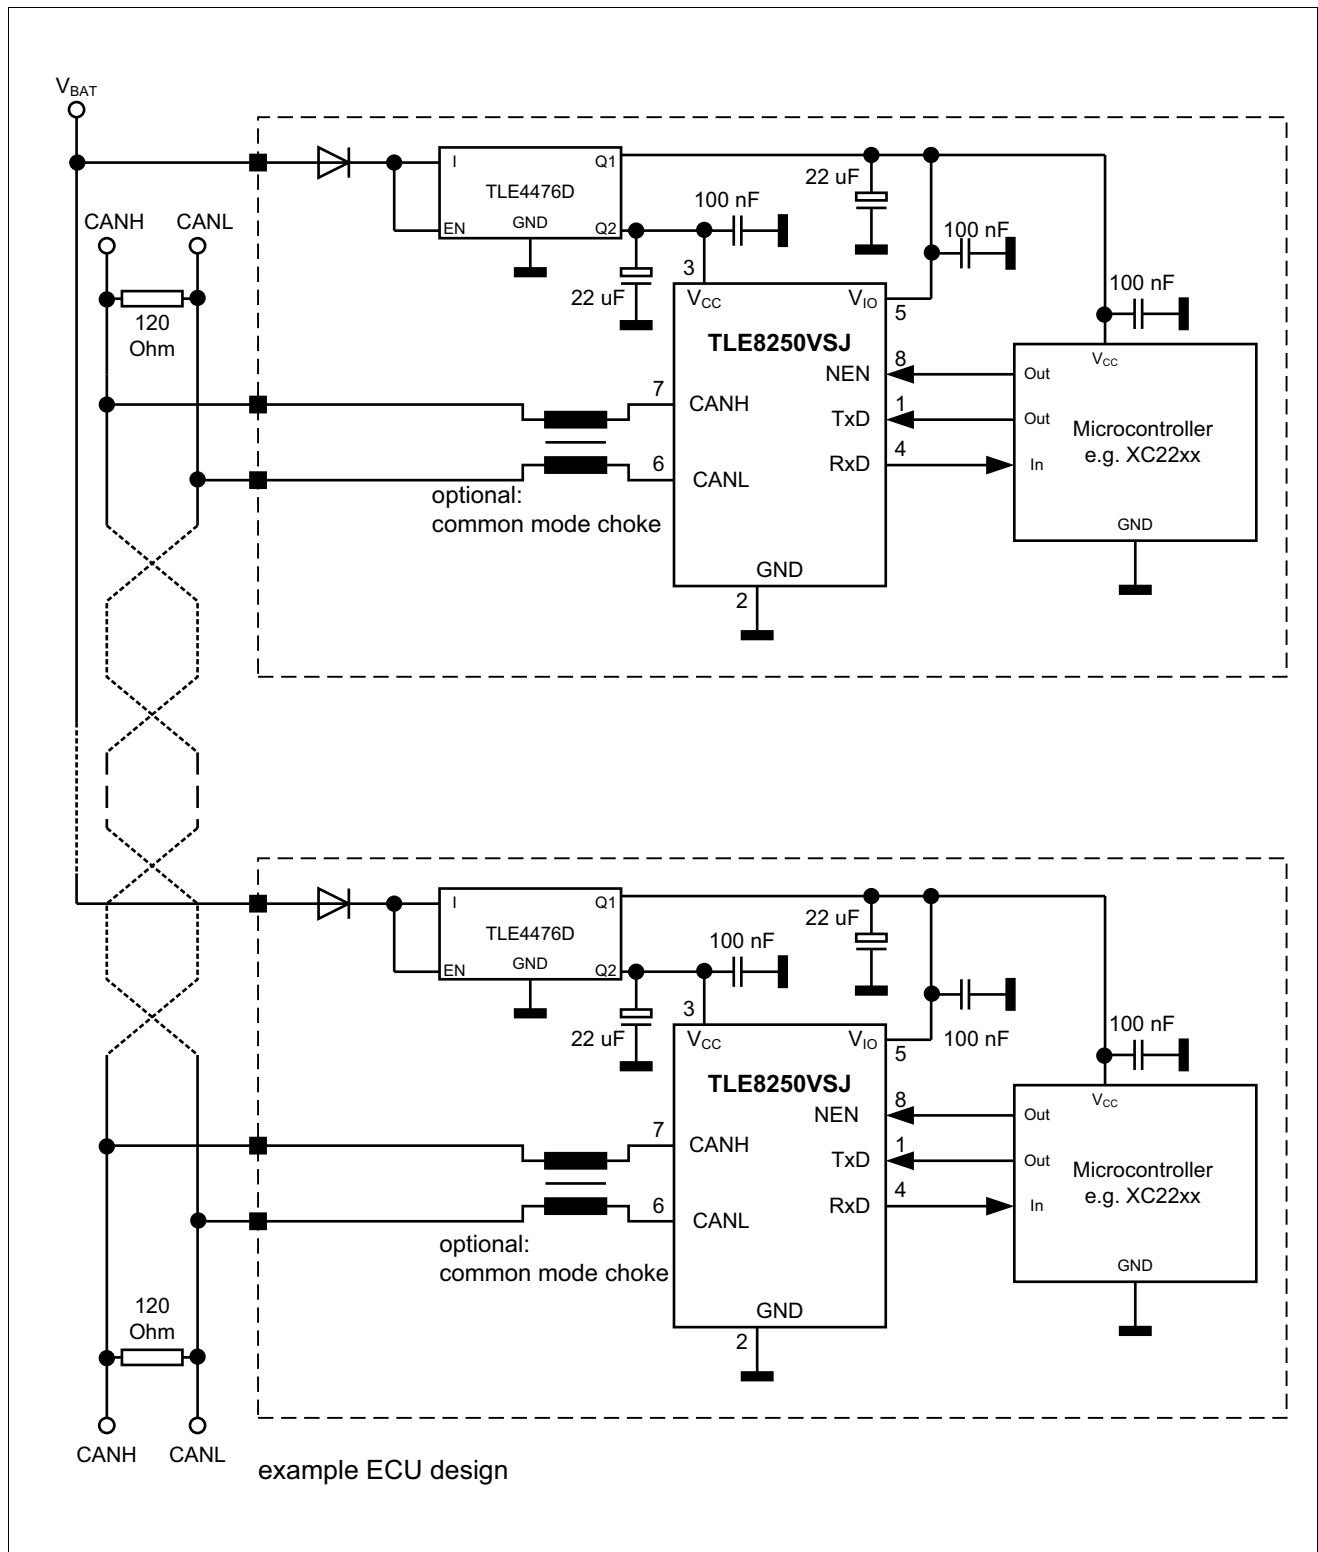 VBAT
CANH
CANL
120
Ohm
I
Q1
TLE4476D
EN
GND
Q2
22 uF
100 nF
22 uF
100 nF
100 nF
3
VCC
VIO
5
TLE8250VSJ
8
NEN
7
CANH
1
TxD
4
RxD
6
CANL
GND
2
optional:
common mode choke
VCC
Out
Out
In
Microcontroller
e.g. XC22xx
GND
I
Q1
TLE4476D
EN
GND
Q2
22 uF
100 nF
22 uF
100 nF
100 nF
3
VCC
VIO
5
TLE8250VSJ
8
NEN
7
CANH
1
TxD
4
RxD
6
CANL
GND
2
optional:
common mode choke
VCC
Out
Out
In
Microcontroller
e.g. XC22xx
GND
120
Ohm
CANH
CANL
example ECU design